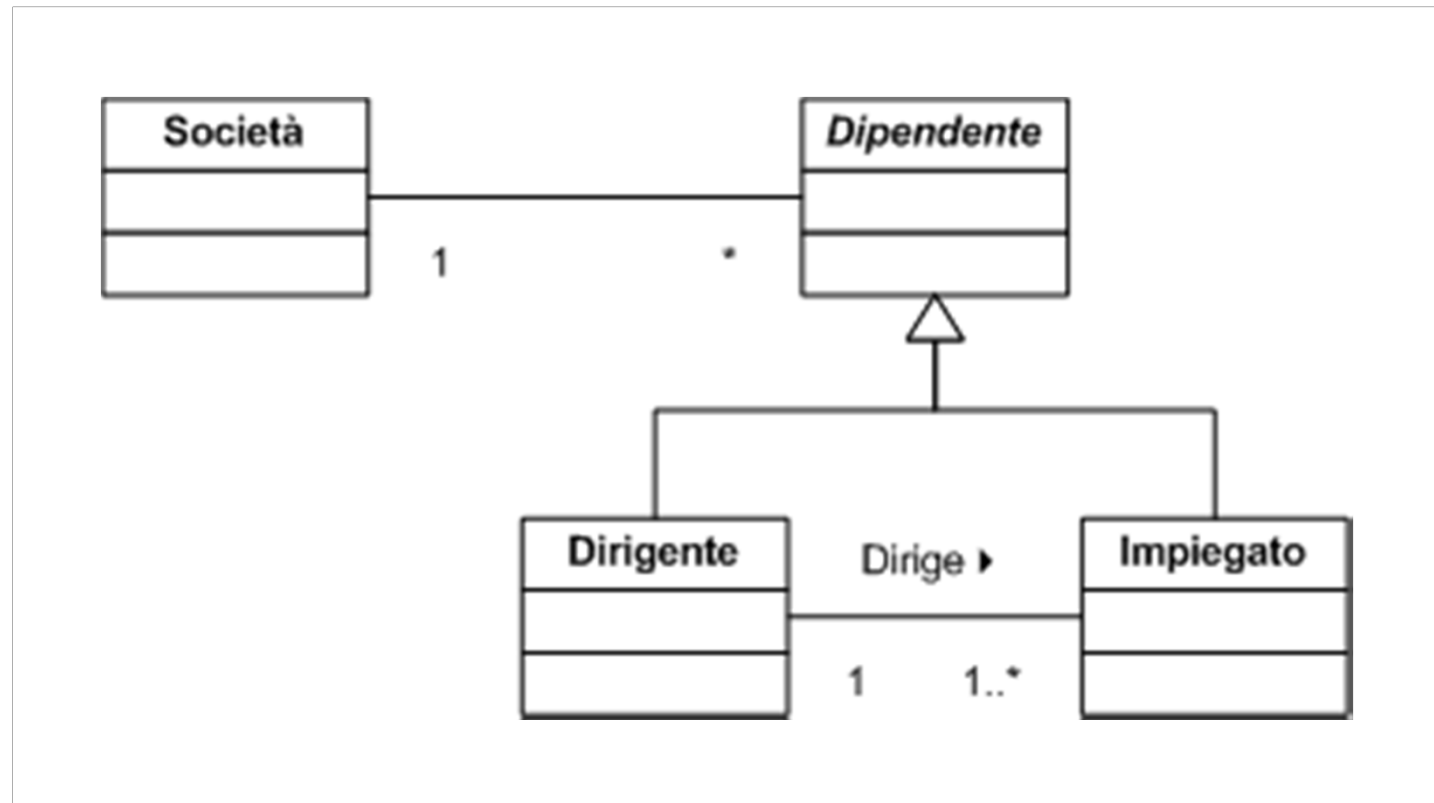 Società
Dipendente
1
*
Dirigente
Dirige ▸
Impiegato
1
1..*